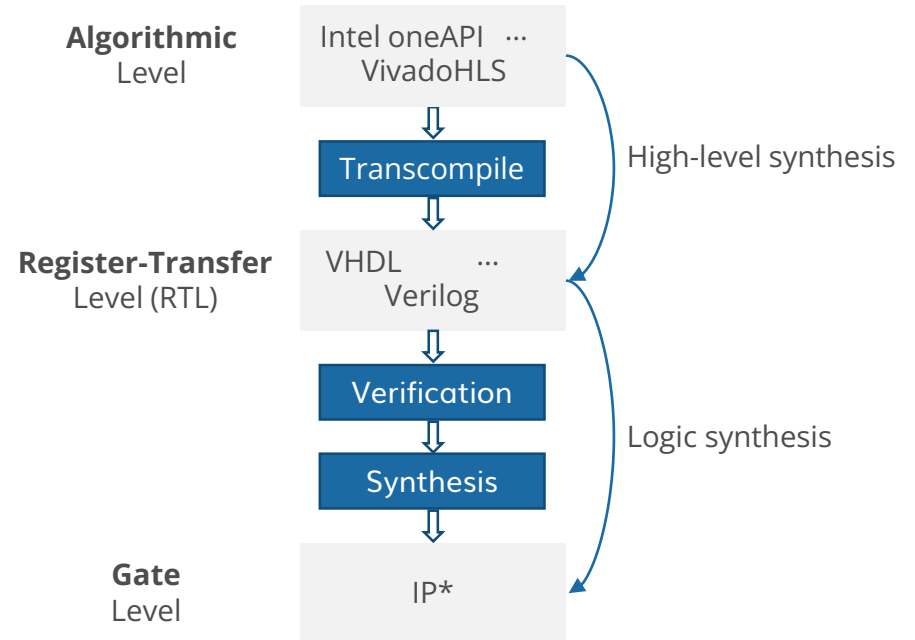 Algorithmic
Level
Intel oneAPI ...
VivadoHLS
Transcompile
High-level synthesis
Register-Transfer
Level (RTL)
VHDL ...
Verilog
Verification
Logic synthesis
Synthesis
Gate
Level
IP*